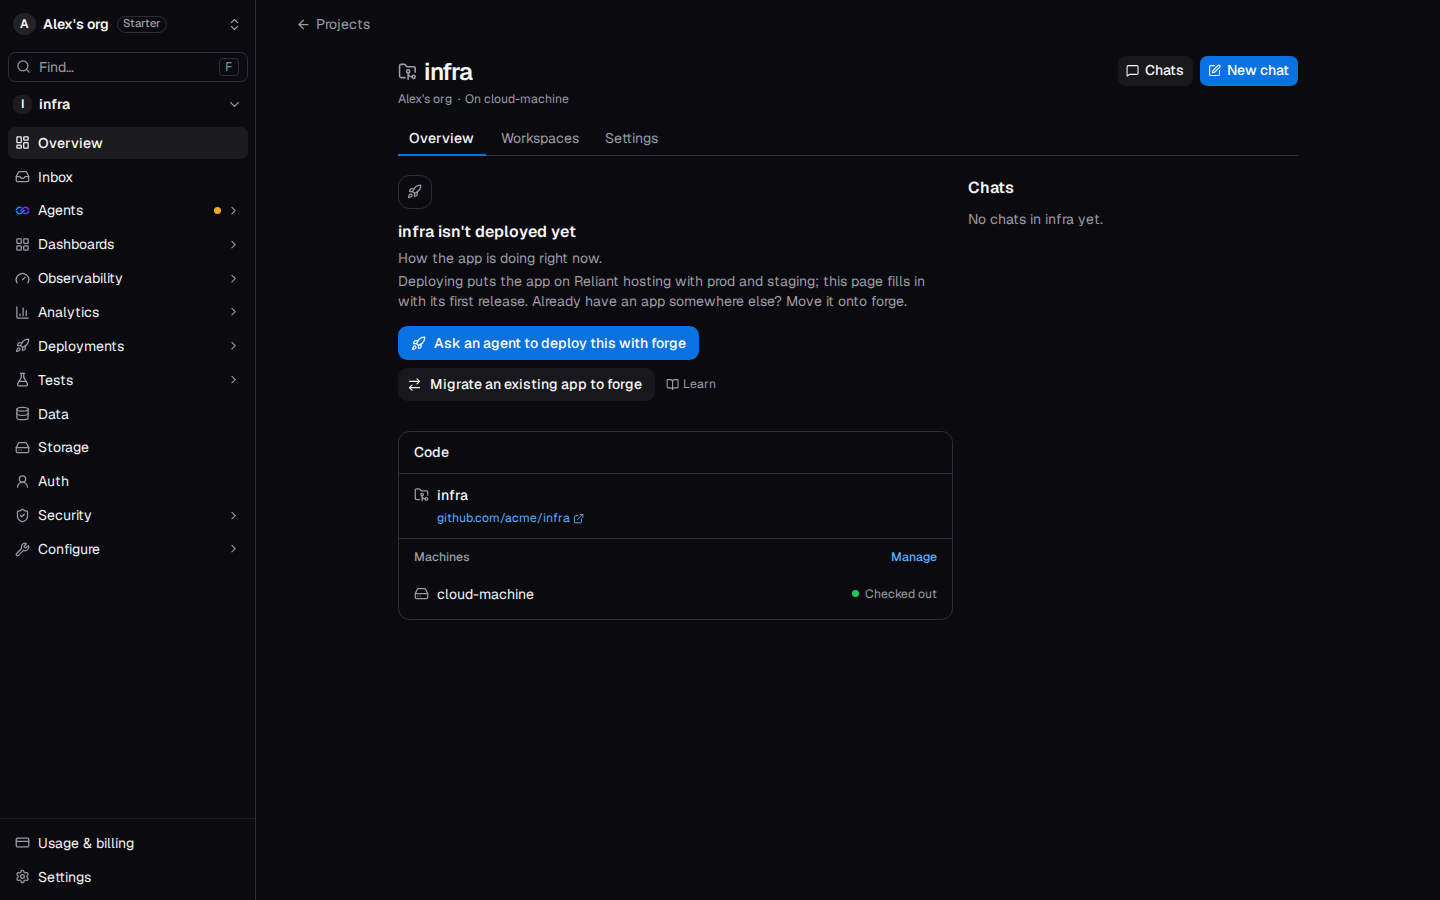 A Alex's org Starter
Find... F
I infra
Overview
Inbox
Agents
Dashboards
Observability
Analytics
Deployments
Tests
Data
Storage
Auth
Security
Configure
Usage & billing
Settings
Projects
infra
Alex's org · On cloud-machine
Chats
New chat
Overview Workspaces Settings
infra isn't deployed yet
How the app is doing right now.
Deploying puts the app on Reliant hosting with prod and staging; this page fills in
with its first release. Already have an app somewhere else? Move it onto forge.
Ask an agent to deploy this with forge
Migrate an existing app to forge
Learn
Code
infra
github.com/acme/infra
Machines Manage
cloud-machine Checked out
Chats
No chats in infra yet.